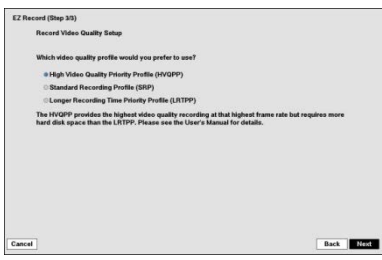 EZ Record (Step 3/3)
Record Video Quality Setup
Which video quality profile would you prefer to use?
High Video Quality Priority Profile (HVQPP)
Standard Recording Profile (SRP)
Longer Recording Time Priority Profile (LRTPP)
The HVQPP provides the highest video quality recording at that highest frame rate but requires more
hard disk space than the LRTPP. Please see the User's Manual for details.
Cancel Back Next